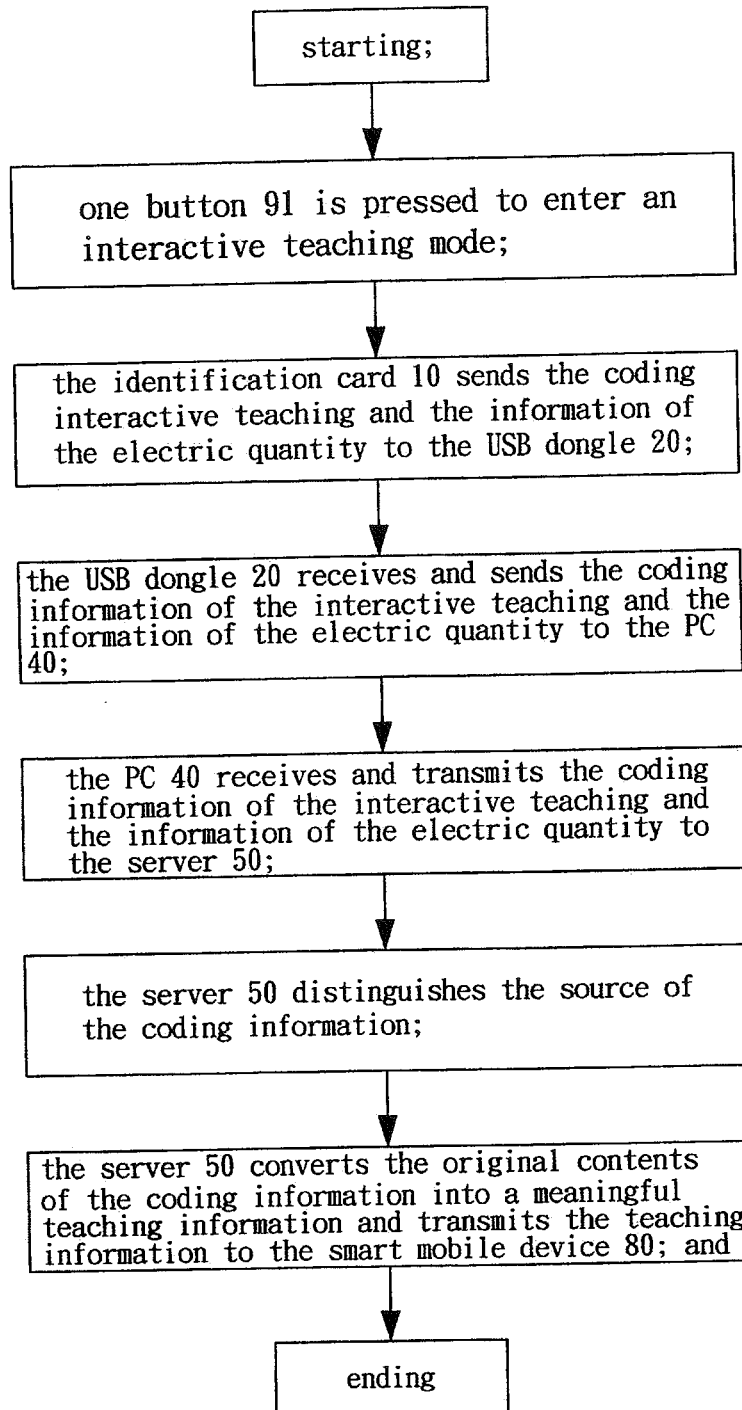 starting;
one button 91 is pressed to enter an
interactive teaching mode;
the identification card 10 sends the coding
interactive teaching and the information of
the electric quantity to the USB dongle 20;
the USB dongle 20 receives and sends the coding
information of the interactive teaching and the
information of the electric quantity to the PC
40;
the PC 40 receives and transmits the coding
information of the interactive teaching and
the information of the electric quantity to
the server 50;
the server 50 distinguishes the source of
the coding information;
the server 50 converts the original contents
of the coding information into a meaningful
teaching information and transmits the teaching
information to the smart mobile device 80; and
ending